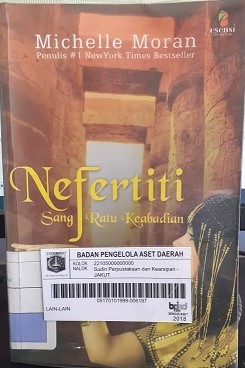 esensi
Michelle Moran
Penulis #1 NewYork Times Bestseller
Nefertiti
Sang Ratu Keabadian
BADAN PENGELOLA ASET DAERAH
KOLOK 22105000000000
NALOK Sudin Perpustakaan dan Kearsipan - JAKUT
05170101999-006197
LAIN-LAIN
2018